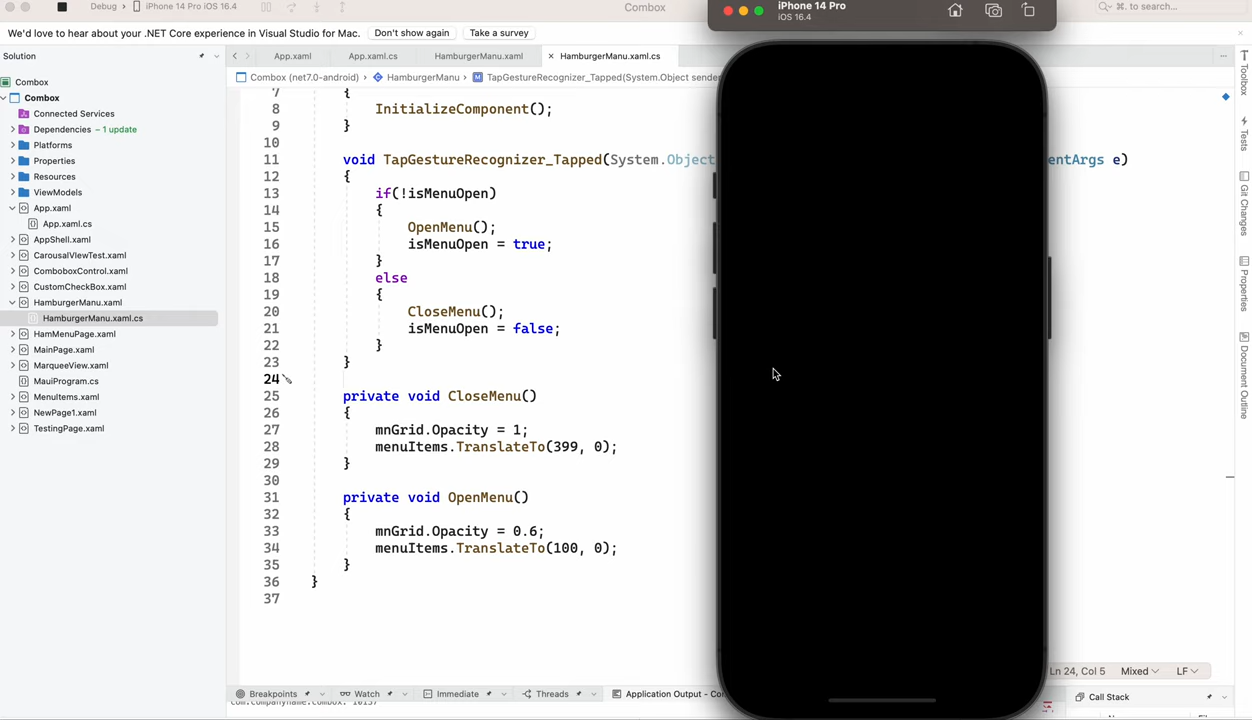 Debug
iPhone 14 Pro iOS 16.4
Combox
⌘. to search
iPhone 14 Pro
iOS 16.4
We'd love to hear about your .NET Core experience in Visual Studio for Mac.
Don't show again
Take a survey
Solution
App.xaml
App.xaml.cs
HamburgerManu.xaml
HamburgerManu.xaml.cs
Combox (net7.0-android)
HamburgerManu
TapGestureRecognizer_Tapped(System.Object sender
Combox
Combox
Connected Services
Dependencies – 1 update
Platforms
Properties
Resources
ViewModels
App.xaml
App.xaml.cs
AppShell.xaml
CarousalVIewTest.xaml
ComboboxControl.xaml
CustomCheckBox.xaml
HamburgerManu.xaml
HamburgerManu.xaml.cs
HamMenuPage.xaml
MainPage.xaml
MarqueeView.xaml
MauiProgram.cs
MenuItems.xaml
NewPage1.xaml
TestingPage.xaml
7 {
8 InitializeComponent();
9 }
10
11 void TapGestureRecognizer_Tapped(System.Object entArgs e)
12 {
13 if(!isMenuOpen)
14 {
15 OpenMenu();
16 isMenuOpen = true;
17 }
18 else
19 {
20 CloseMenu();
21 isMenuOpen = false;
22 }
23 }
24
25 private void CloseMenu()
26 {
27 mnGrid.Opacity = 1;
28 menuItems.TranslateTo(399, 0);
29 }
30
31 private void OpenMenu()
32 {
33 mnGrid.Opacity = 0.6;
34 menuItems.TranslateTo(100, 0);
35 }
36 }
37
Toolbox
Tests
Git Changes
Properties
Document Outline
Ln 24, Col 5
Mixed
LF
Breakpoints
Watch
Immediate
Threads
Application Output - Co
Call Stack